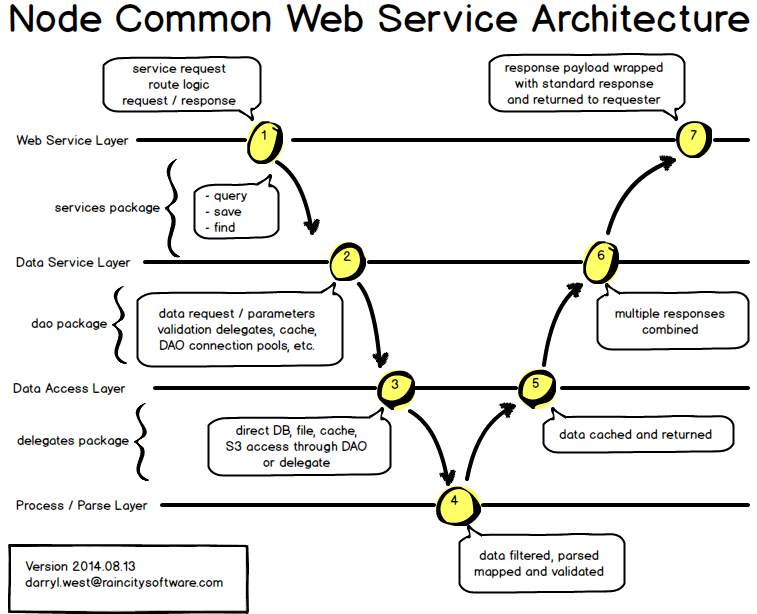 Node Common Web Service Architecture
service request
route logic
request / response
response payload wrapped
with standard response
and returned to requester
Web Service Layer
1
7
services package
- query
- save
- find
Data Service Layer
2
6
dao package
data request / parameters
validation delegates, cache,
DAO connection pools, etc.
multiple responses
combined
Data Access Layer
3
5
delegates package
direct DB, file, cache,
S3 access through DAO
or delegate
data cached and returned
Process / Parse Layer
4
data filtered, parsed
mapped and validated
Version 2014.08.13
darryl.west@raincitysoftware.com